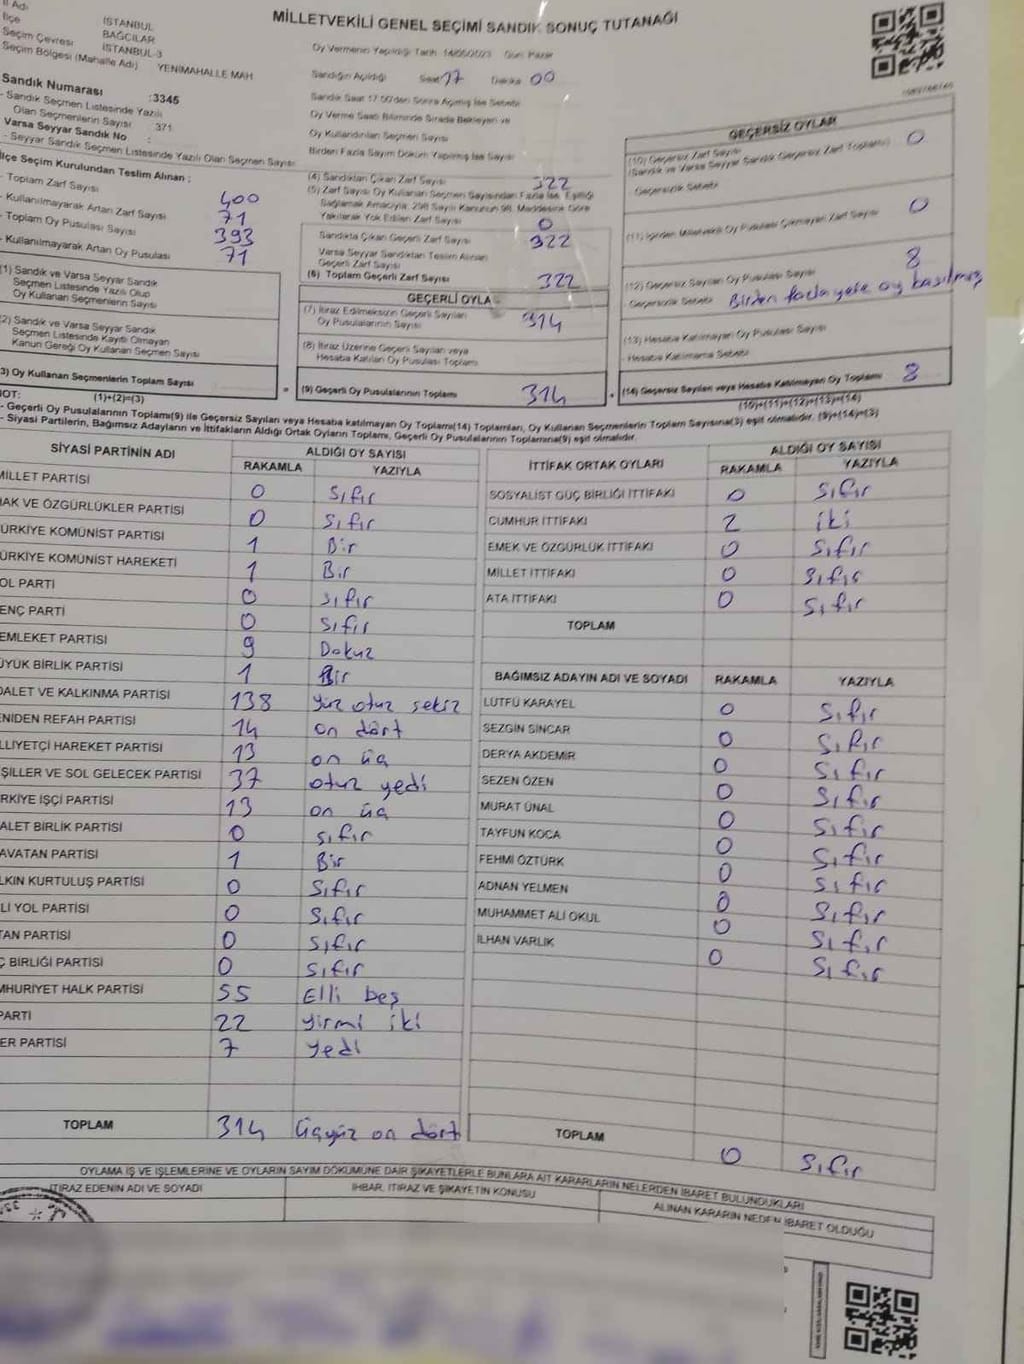 MİLLETVEKİLİ GENEL SEÇİMİ SANDIK SONUÇ TUTANAĞI
İl Adı
İlçe İSTANBUL
Seçim Çevresi BAĞCILAR
Seçim Bölgesi (Mahalle Adı) İSTANBUL-3
YENİMAHALLE MAH
Sandık Numarası :3345
- Sandık Seçmen Listesinde Yazılı
Olan Seçmenlerin Sayısı : 371
Varsa Seyyar Sandık No :
- Seyyar Sandık Seçmen Listesinde Yazılı Olan Seçmen Sayısı:
İlçe Seçim Kurulundan Teslim Alınan :
- Toplam Zarf Sayısı 400
- Kullanılmayarak Artan Zarf Sayısı 71
- Toplam Oy Pusulası Sayısı 393
- Kullanılmayarak Artan Oy Pusulası 71
(1) Sandık ve Varsa Seyyar Sandık
Seçmen Listesinde Yazılı Olup
Oy Kullanan Seçmenlerin Sayısı
(2) Sandık ve Varsa Seyyar Sandık
Seçmen Listesinde Kayıtlı Olmayan
Kanun Gereği Oy Kullanan Seçmen Sayısı
3) Oy Kullanan Seçmenlerin Toplam Sayısı
(1)+(2)=(3)
Oy Vermenin Yapıldığı Tarih 14/05/2023 Gün Pazar
Sandığın Açıldığı Saat 17 Dakika 00
Sandık Saat 17:00'den Sonra Açılmış İse Sebebi
Oy Verme Saati Bitiminde Sırada Bekleyen ve
Oy Kullandırılan Seçmen Sayısı
Birden Fazla Sayım Döküm Yapılmış İse Sayısı
(4) Sandıktan Çıkan Zarf Sayısı 322
(5) Zarf Sayısı Oy Kullanan Seçmen Sayısından Fazla İse, Eşitliği
Sağlamak Amacıyla, 298 Sayılı Kanunun 98. Maddesine Göre
Yakılarak Yok Edilen Zarf Sayısı 0
Sandıkta Çıkan Geçerli Zarf Sayısı 322
Varsa Seyyar Sandıktan Teslim Alınan
Geçerli Zarf Sayısı
(6) Toplam Geçerli Zarf Sayısı 322
GEÇERLİ OYLA
(7) İtiraz Edilmeksizin Geçerli Sayılan
Oy Pusulalarının Sayısı 314
(8) İtiraz Üzerine Geçerli Sayılan veya
Hesaba Katılan Oy Pusulası Toplamı
= (9) Geçerli Oy Pusulalarının Toplamı 314
GEÇERSİZ OYLAR
(10) Geçersiz Zarf Sayısı 0
(Sandık ve Varsa Seyyar Sandık Geçersiz Zarf Toplamı)
Geçersizlik Sebebi
(11) İçinden Milletvekili Oy Pusulası Çıkmayan Zarf Sayısı 0
(12) Geçersiz Sayılan Oy Pusulası Sayısı 8
Geçersizlik Sebebi Birden fazla yere oy basılmış
(13) Hesaba Katılmayan Oy Pusulası Sayısı
- Hesaba Katılmama Sebebi
+ (14) Geçersiz Sayılan veya Hesaba Katılmayan Oy Toplamı 8
(10)+(11)+(12)+(13)=(14)
NOT:
- Geçerli Oy Pusulalarının Toplamı(9) ile Geçersiz Sayılan veya Hesaba katılmayan Oy Toplamı(14) Toplamları, Oy Kullanan Seçmenlerin Toplam Sayısına(3) eşit olmalıdır. (9)+(14)=(3)
- Siyasi Partilerin, Bağımsız Adayların ve İttifakların Aldığı Ortak Oyların Toplamı, Geçerli Oy Pusulalarının Toplamına(9) eşit olmalıdır.
SİYASİ PARTİNİN ADI ALDIĞI OY SAYISI
RAKAMLA YAZIYLA
MİLLET PARTİSİ 0 Sıfır
HAK VE ÖZGÜRLÜKLER PARTİSİ 0 Sıfır
ÜRKİYE KOMÜNİST PARTİSİ 1 Bir
ÜRKİYE KOMÜNİST HAREKETİ 1 Bir
OL PARTİ 0 Sıfır
ENÇ PARTİ 0 Sıfır
EMLEKET PARTİSİ 9 Dokuz
ÜYÜK BİRLİK PARTİSİ 1 Bir
DALET VE KALKINMA PARTİSİ 138 Yüz otuz sekiz
ENİDEN REFAH PARTİSİ 14 on dört
LLİYETÇİ HAREKET PARTİSİ 13 on üç
ŞİLLER VE SOL GELECEK PARTİSİ 37 otuz yedi
RKİYE İŞÇİ PARTİSİ 13 on üç
ALET BİRLİK PARTİSİ 0 sıfır
AVATAN PARTİSİ 1 Bir
LKIN KURTULUŞ PARTİSİ 0 Sıfır
Lİ YOL PARTİSİ 0 Sıfır
TAN PARTİSİ 0 Sıfır
Ç BİRLİĞİ PARTİSİ 0 Sıfır
MHURİYET HALK PARTİSİ 55 Elli beş
PARTİ 22 yirmi iki
ER PARTİSİ 7 yedi
TOPLAM 314 üçyüz on dört
İTTİFAK ORTAK OYLARI ALDIĞI OY SAYISI
RAKAMLA YAZIYLA
SOSYALİST GÜÇ BİRLİĞİ İTTİFAKI 0 Sıfır
CUMHUR İTTİFAKI 2 iki
EMEK VE ÖZGÜRLÜK İTTİFAKI 0 Sıfır
MİLLET İTTİFAKI 0 Sıfır
ATA İTTİFAKI 0 Sıfır
TOPLAM
BAĞIMSIZ ADAYIN ADI VE SOYADI RAKAMLA YAZIYLA
LÜTFÜ KARAYEL 0 Sıfır
SEZGİN SİNCAR 0 Sıfır
DERYA AKDEMİR 0 Sıfır
SEZEN ÖZEN 0 Sıfır
MURAT ÜNAL 0 Sıfır
TAYFUN KOCA 0 Sıfır
FEHMİ ÖZTÜRK 0 Sıfır
ADNAN YELMEN 0 Sıfır
MUHAMMET ALİ OKUL 0 Sıfır
İLHAN VARLIK 0 Sıfır
TOPLAM 0 Sıfır
OYLAMA İŞ VE İŞLEMLERİNE VE OYLARIN SAYIM DÖKÜMÜNE DAİR ŞİKAYETLERLE BUNLARA AİT KARARLARIN NELERDEN İBARET BULUNDUKLARI
İTİRAZ EDENİN ADI VE SOYADI İHBAR, İTİRAZ VE ŞİKAYETİN KONUSU ALINAN KARARIN NEDEN İBARET OLDUĞU